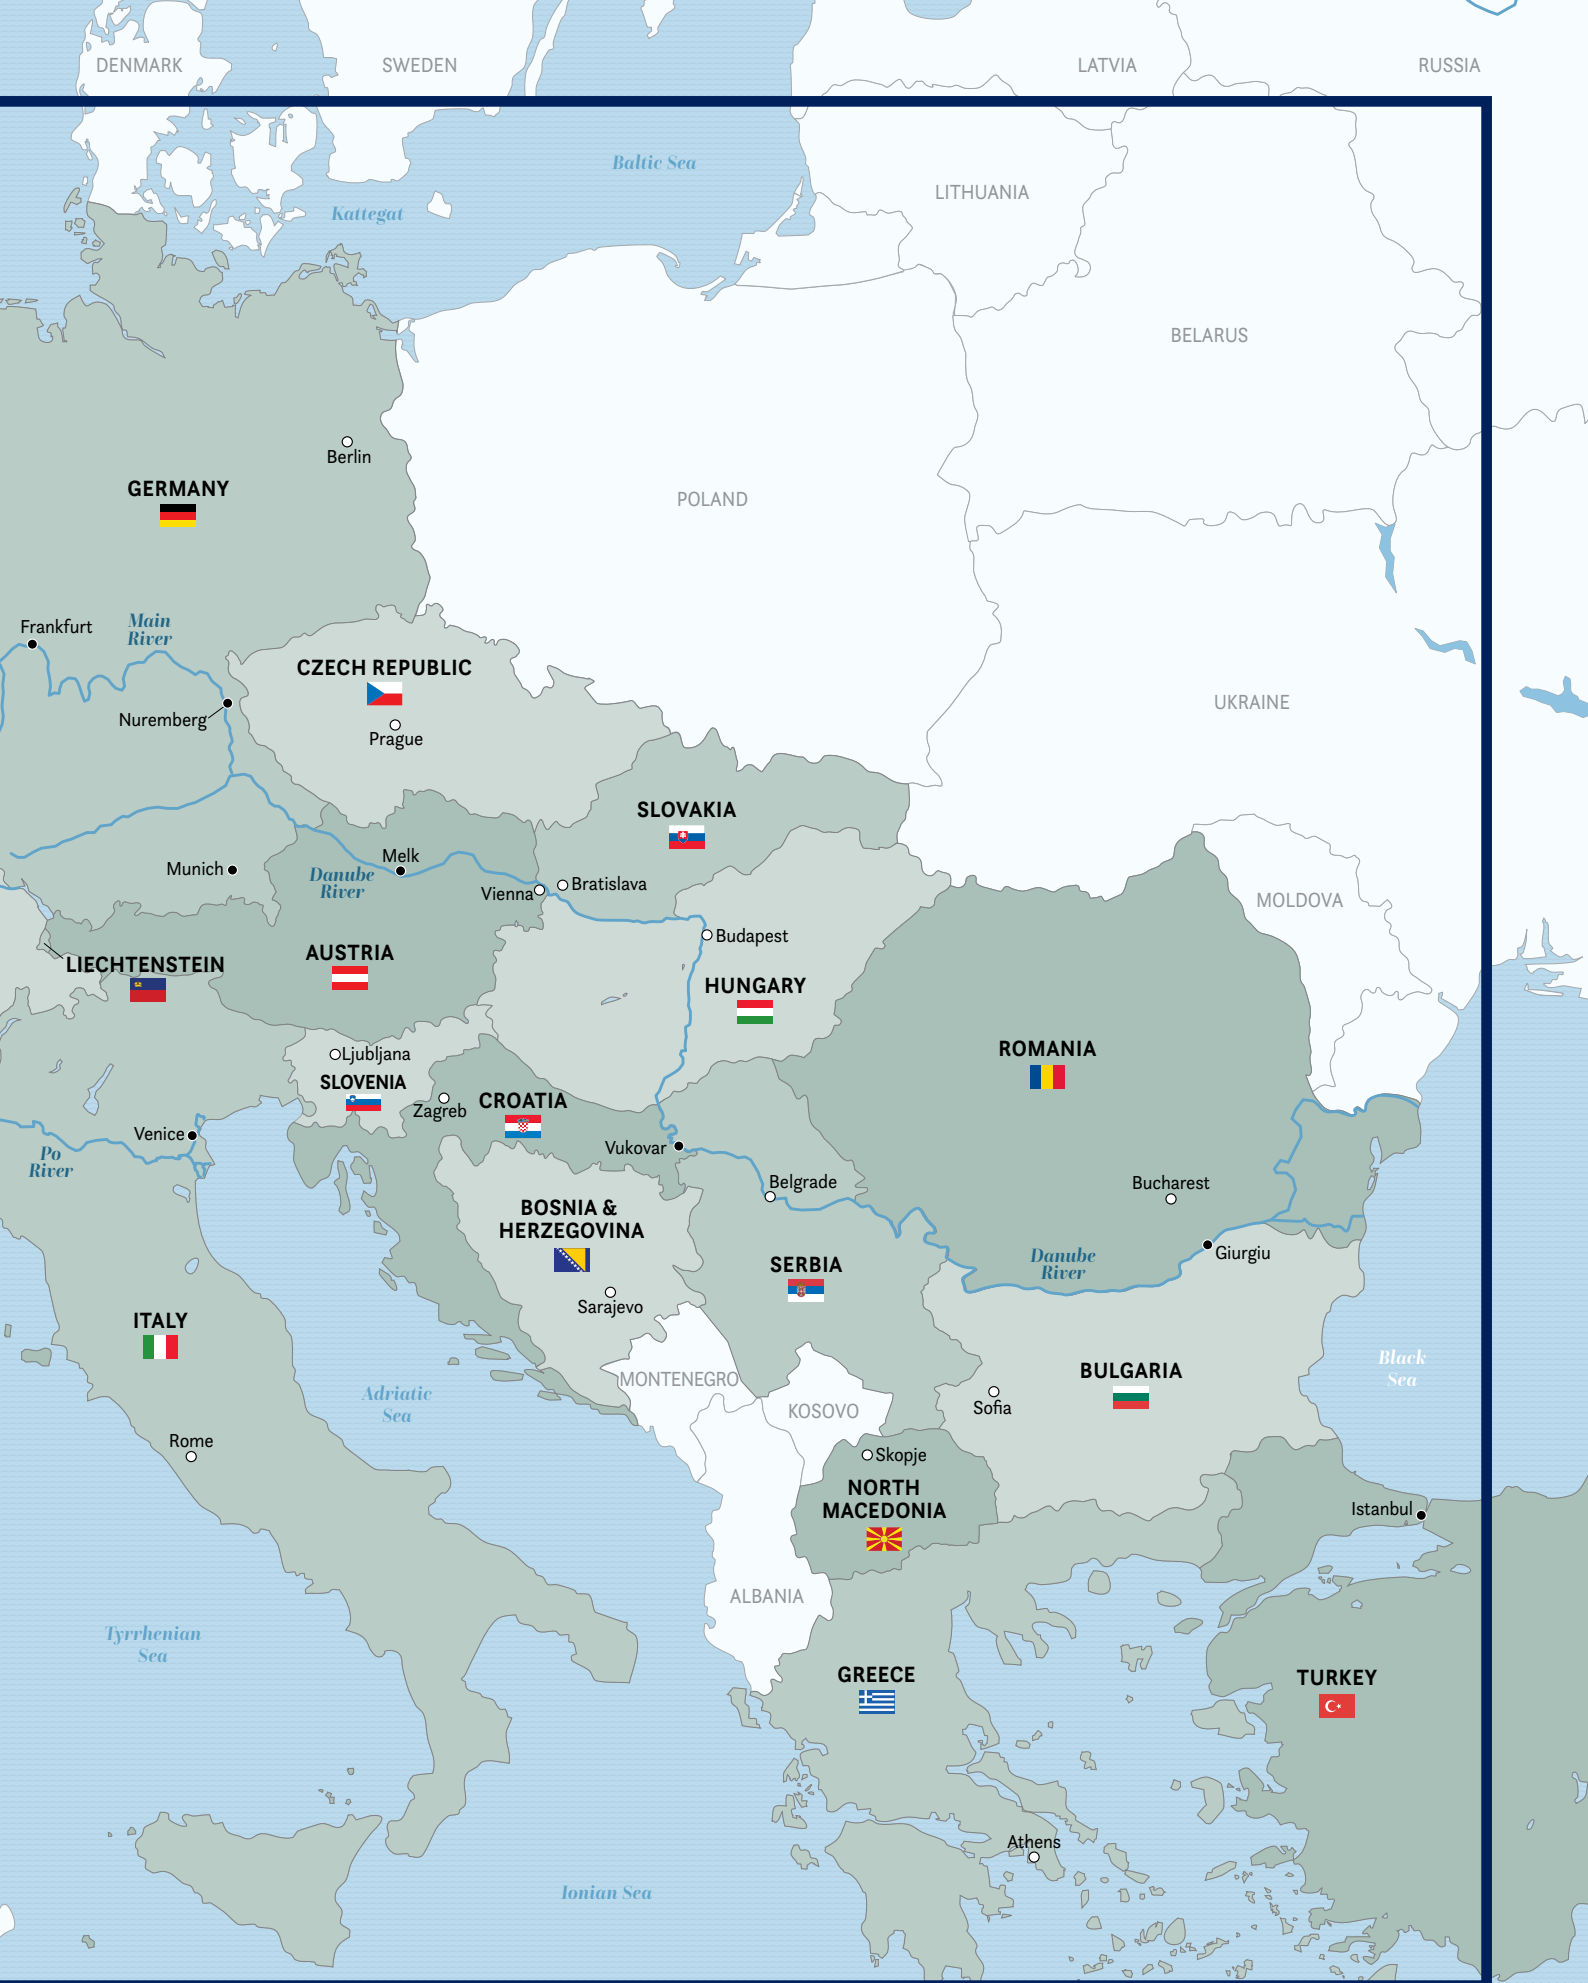 DENMARK
SWEDEN
LATVIA
RUSSIA
Baltic Sea
LITHUANIA
Kattegat
BELARUS
Berlin
GERMANY
POLAND
Frankfurt
Main
River
CZECH REPUBLIC
UKRAINE
Nuremberg
Prague
SLOVAKIA
Munich
Melk
Danube
River
Vienna
Bratislava
MOLDOVA
Budapest
AUSTRIA
LIECHTENSTEIN
HUNGARY
ROMANIA
Ljubljana
SLOVENIA
CROATIA
Zagreb
Venice
Vukovar
Po
River
Belgrade
Bucharest
BOSNIA &
HERZEGOVINA
Danube
River
Giurgiu
SERBIA
Sarajevo
ITALY
Black
Sea
BULGARIA
MONTENEGRO
Adriatic
Sea
KOSOVO
Sofia
Rome
Skopje
NORTH
MACEDONIA
Istanbul
ALBANIA
Tyrrhenian
Sea
GREECE
TURKEY
Athens
Ionian Sea